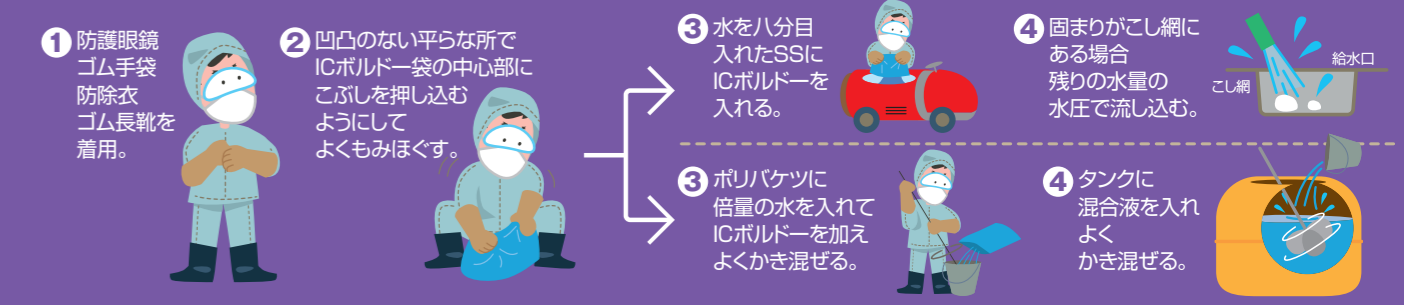 1 防護眼鏡
ゴム手袋
防除衣
ゴム長靴を
着用。
2 凹凸のない平らな所で
ICボルドー袋の中心部に
こぶしを押し込む
ようにして
よくもみほぐす。
3 水を八分目
入れたSSに
ICボルドーを
入れる。
4 固まりがこし網に
ある場合
残りの水量の
水圧で流し込む。
給水口
こし網
3 ポリバケツに
倍量の水を入れて
ICボルドーを加え
よくかき混ぜる。
4 タンクに
混合液を入れ
よく
かき混ぜる。